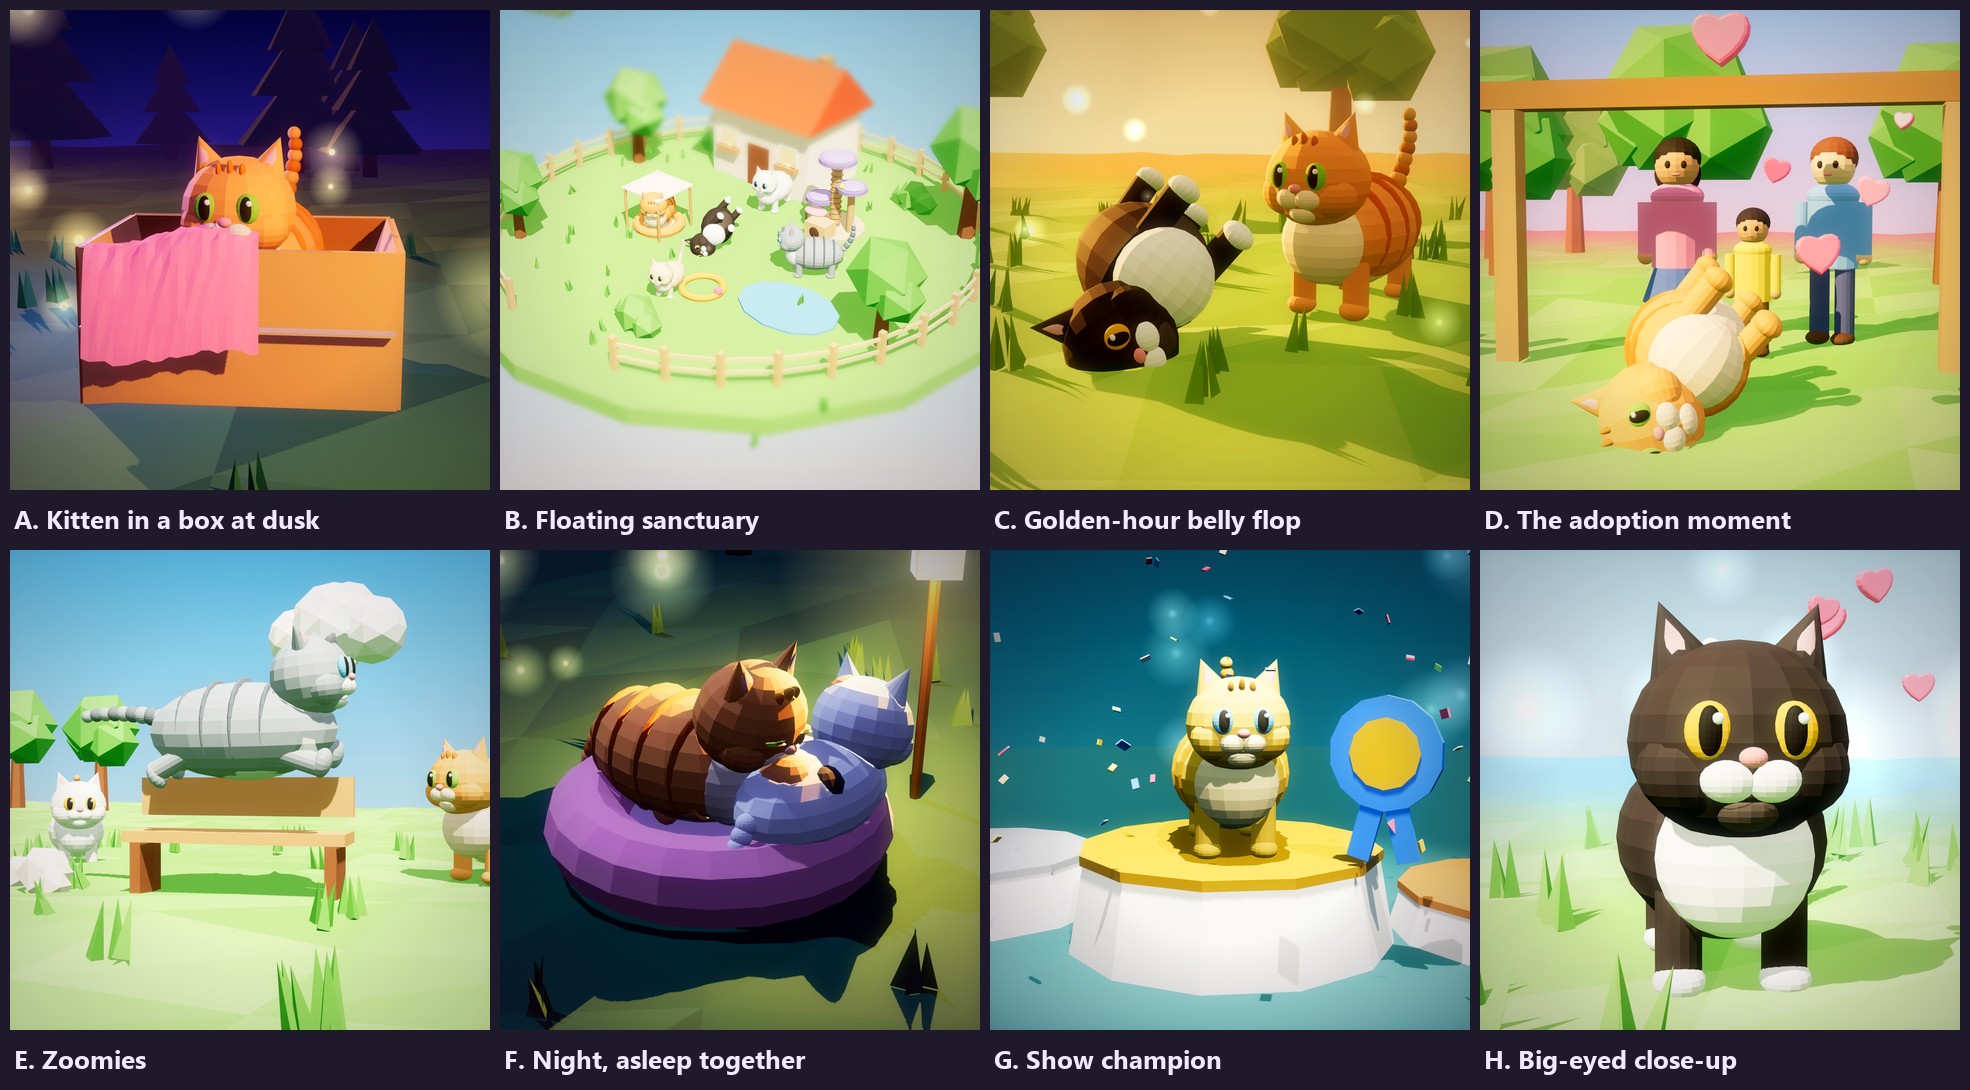 A. Kitten in a box at dusk
B. Floating sanctuary
C. Golden-hour belly flop
D. The adoption moment
E. Zoomies
F. Night, asleep together
G. Show champion
H. Big-eyed close-up